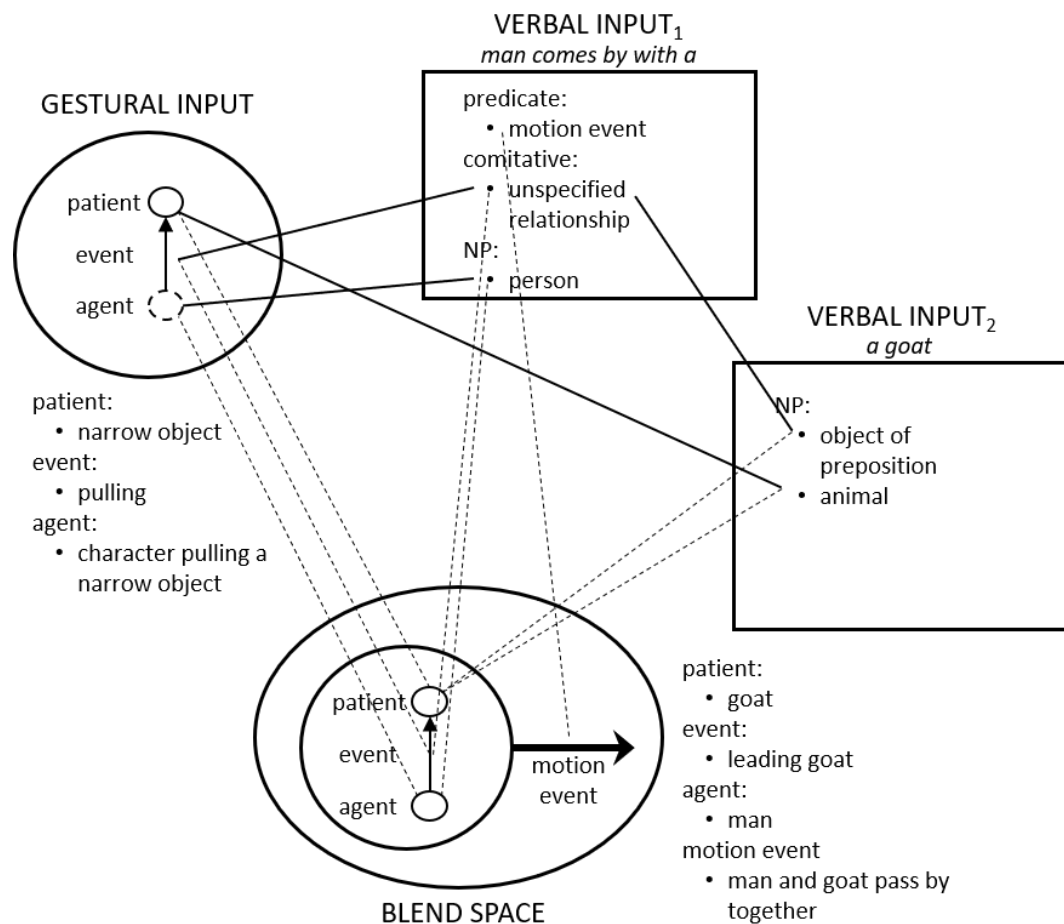 VERBAL INPUT₁
man comes by with a
predicate:
• motion event
comitative:
• unspecified
relationship
NP:
• person
GESTURAL INPUT
patient
event
agent
patient:
• narrow object
event:
• pulling
agent:
• character pulling a
narrow object
VERBAL INPUT₂
a goat
NP:
• object of
preposition
• animal
patient
event
agent
motion
event
BLEND SPACE
patient:
• goat
event:
• leading goat
agent:
• man
motion event
• man and goat pass by
together